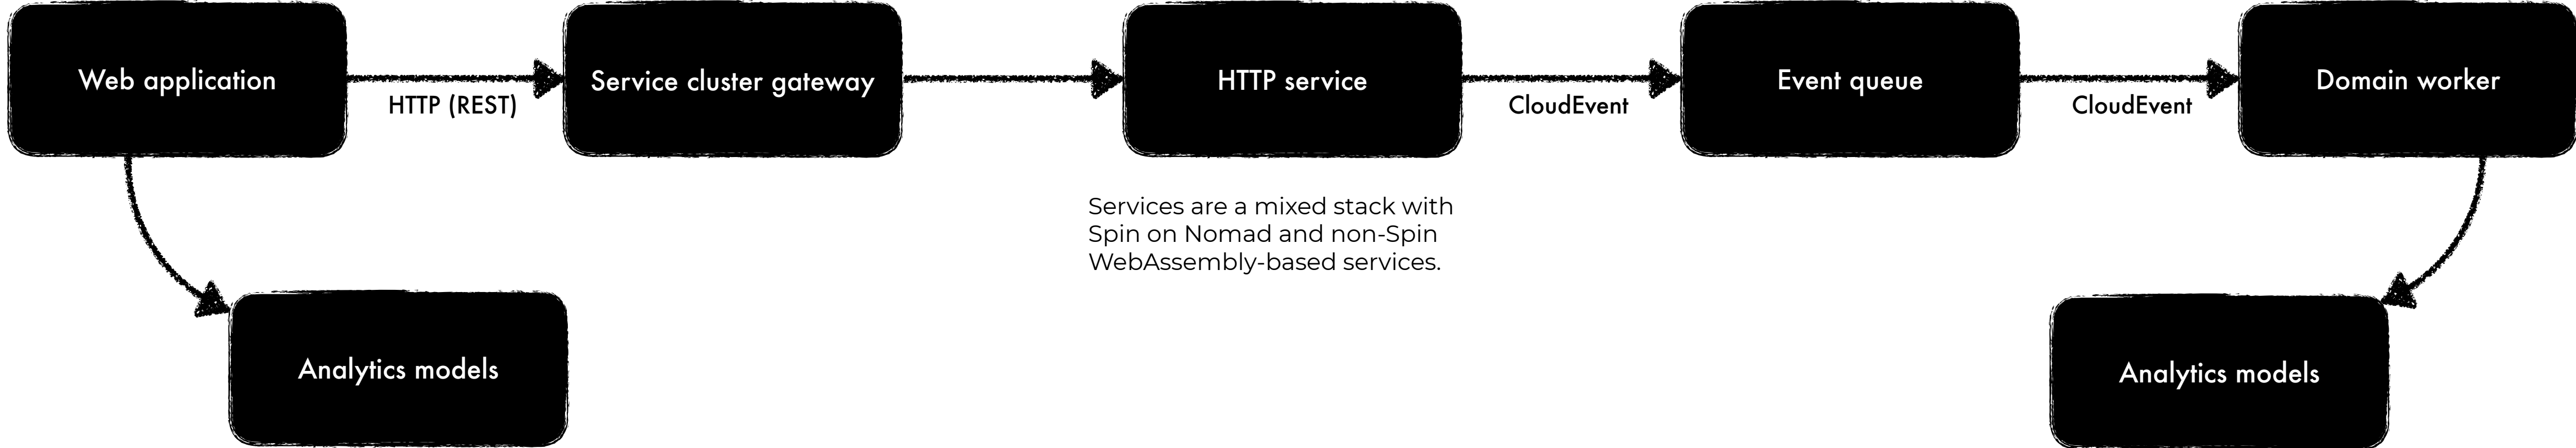 Web application
HTTP (REST)
Service cluster gateway
HTTP service
CloudEvent
Event queue
CloudEvent
Domain worker
Services are a mixed stack with
Spin on Nomad and non-Spin
WebAssembly-based services.
Analytics models
Analytics models